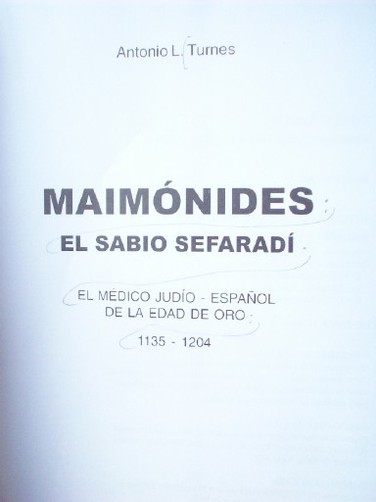 Antonio L. Turnes
MAIMÓNIDES
EL SABIO SEFARADÍ
EL MÉDICO JUDÍO - ESPAÑOL
DE LA EDAD DE ORO
1135 - 1204